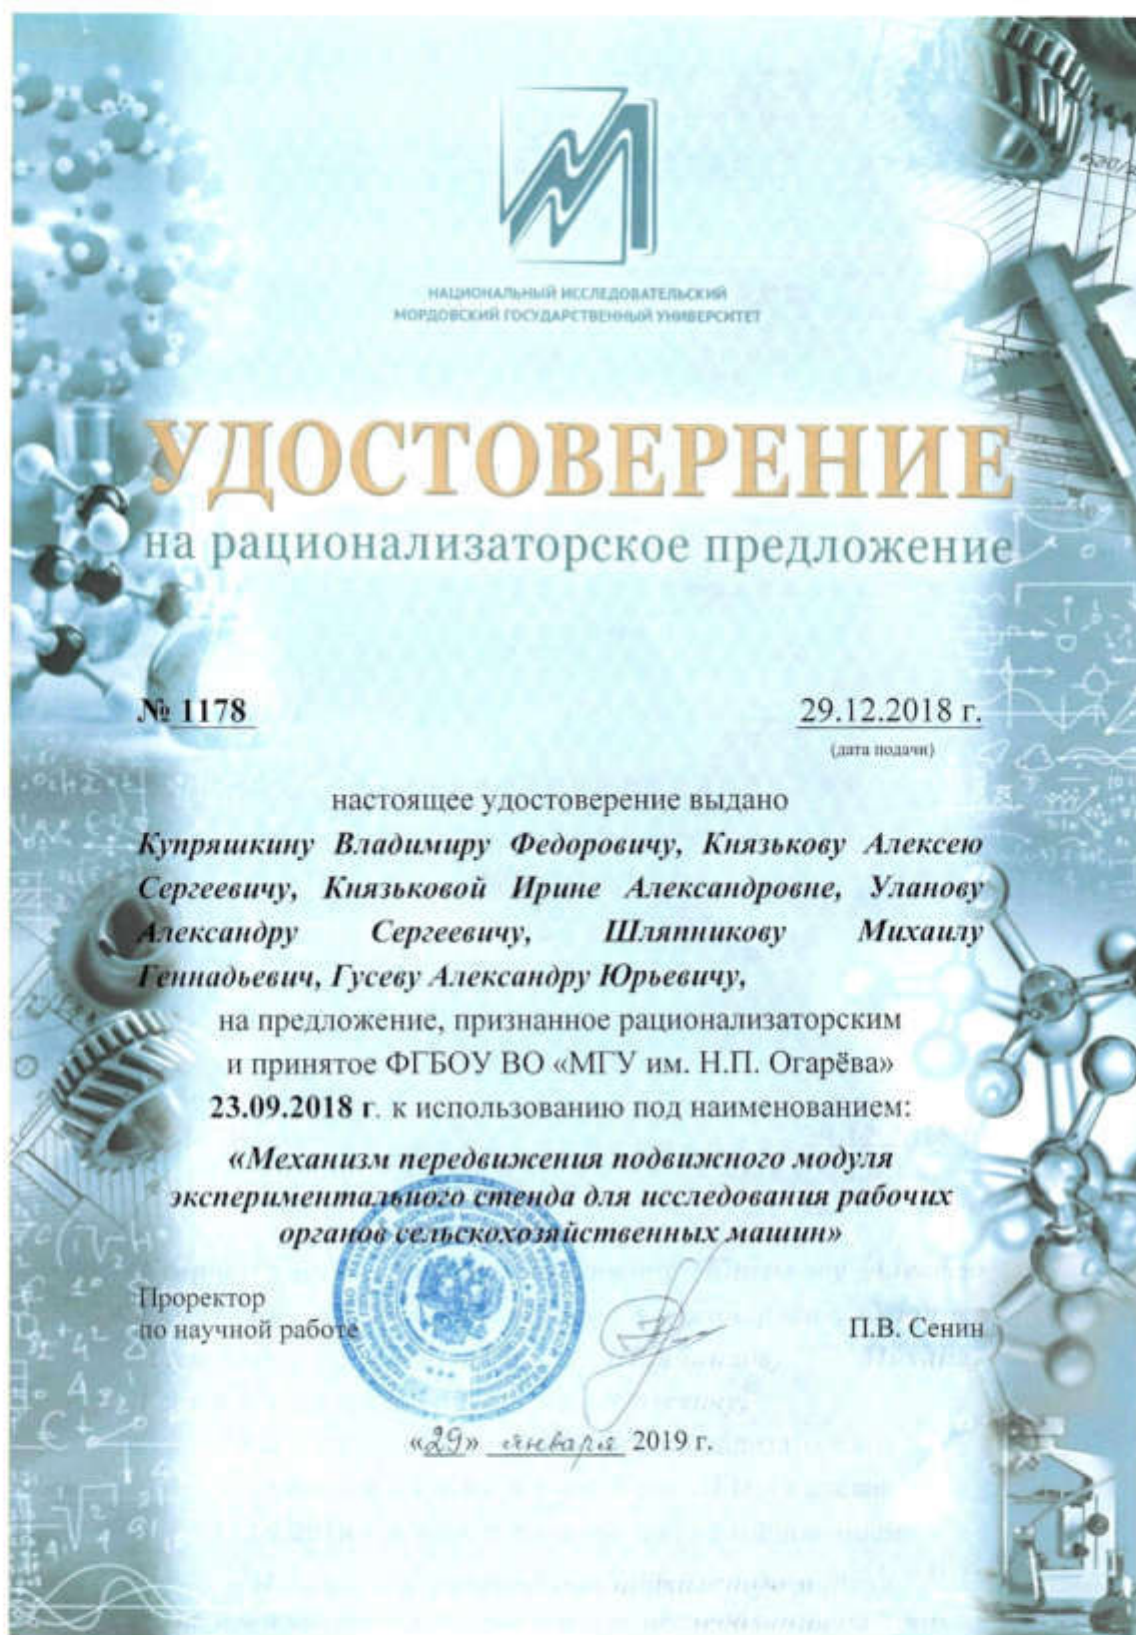 НАЦИОНАЛЬНЫЙ ИССЛЕДОВАТЕЛЬСКИЙ
МОРДОВСКИЙ ГОСУДАРСТВЕННЫЙ УНИВЕРСИТЕТ
УДОСТОВЕРЕНИЕ
на рационализаторское предложение
№ 1178
29.12.2018 г.
(дата подачи)
настоящее удостоверение выдано
Купряшкину Владимиру Федоровичу, Князькову Алексею
Сергеевичу, Князьковой Ирине Александровне, Уланову
Александру Сергеевичу, Шляпникову Михаилу
Геннадьевич, Гусеву Александру Юрьевичу,
на предложение, признанное рационализаторским
и принятое ФГБОУ ВО «МГУ им. Н.П. Огарёва»
23.09.2018 г. к использованию под наименованием:
«Механизм передвижения подвижного модуля
экспериментального стенда для исследования рабочих
органов сельскохозяйственных машин»
Проректор
по научной работе
П.В. Сенин
«29» января 2019 г.